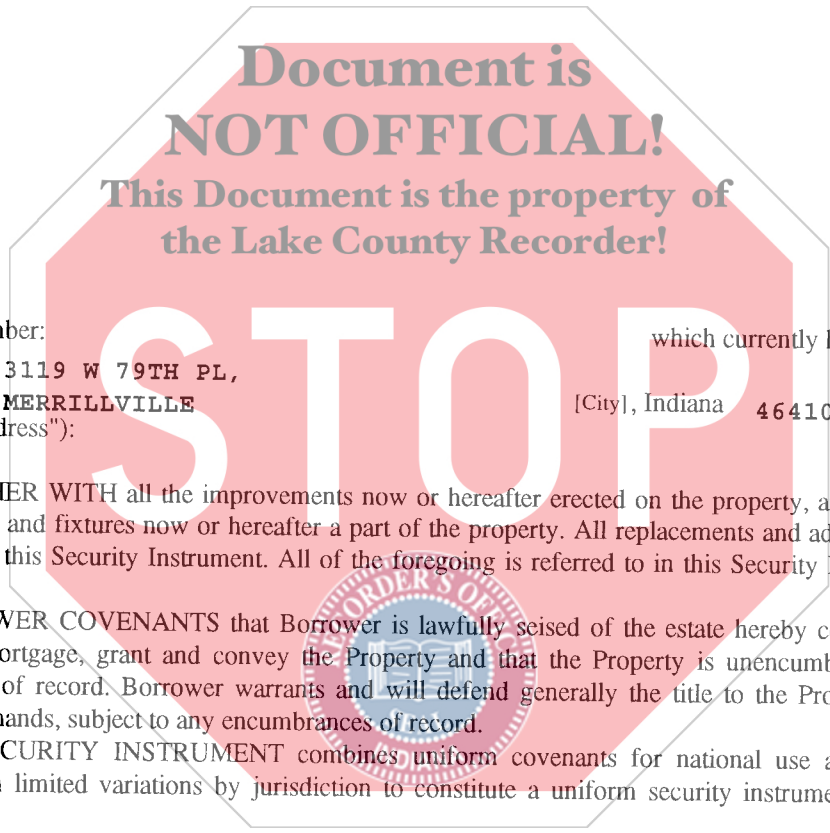 Document is
NOT OFFICIAL!
This Document is the property of
the Lake County Recorder!
STOP
nber:
which currently
3119 W 79TH PL,
MERRILLVILLE [City], Indiana 46410
dress"):
ER WITH all the improvements now or hereafter erected on the property, a
and fixtures now or hereafter a part of the property. All replacements and ad
this Security Instrument. All of the foregoing is referred to in this Security
RECORDER'S OFFICE
WER COVENANTS that Borrower is lawfully seised of the estate hereby c
ortgage, grant and convey the Property and that the Property is unencumb
of record. Borrower warrants and will defend generally the title to the Pro
nands, subject to any encumbrances of record.
INDIANA
CURITY INSTRUMENT combines uniform covenants for national use a
limited variations by jurisdiction to constitute a uniform security instrume